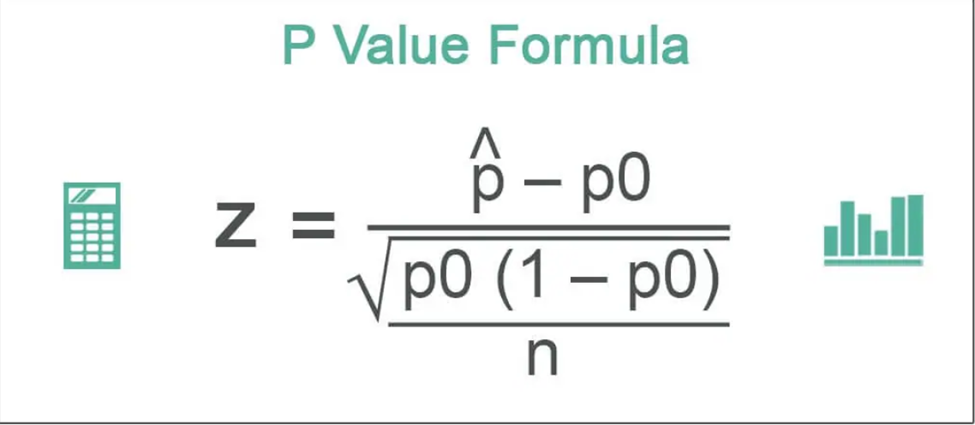 P Value Formula
p̂ – p0
z =
√p0 (1 – p0)
n